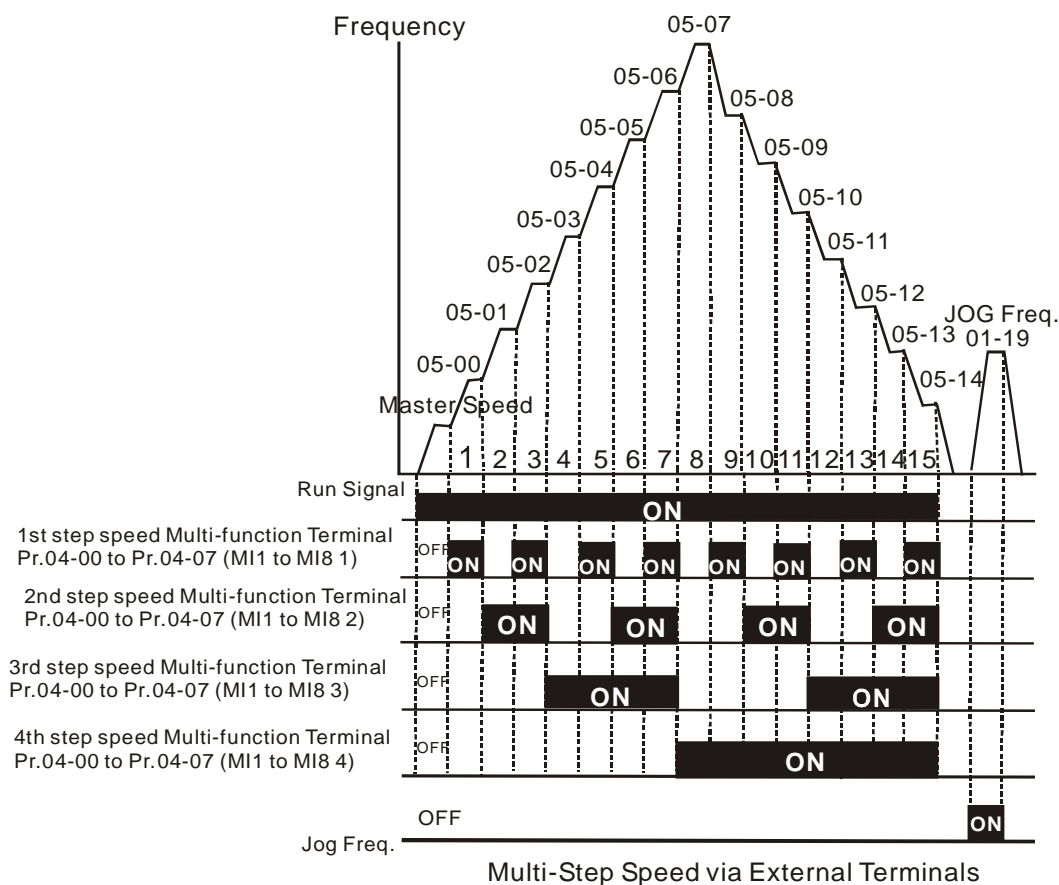 Frequency
05-07
05-06
05-08
05-05
05-09
05-04
05-10
05-03
05-11
05-02
05-12
JOG Freq.
05-01
05-13 01-19
05-00
05-14
Master Speed
1 2 3 4 5 6 7 8 9 10 11 12 13 14 15
Run Signal
ON
1st step speed Multi-function Terminal
Pr.04-00 to Pr.04-07 (MI1 to MI8 1)
OFF ON ON ON ON ON ON ON ON
2nd step speed Multi-function Terminal
Pr.04-00 to Pr.04-07 (MI1 to MI8 2)
OFF ON ON ON ON
3rd step speed Multi-function Terminal
Pr.04-00 to Pr.04-07 (MI1 to MI8 3)
OFF ON ON
4th step speed Multi-function Terminal
Pr.04-00 to Pr.04-07 (MI1 to MI8 4)
OFF ON
OFF ON
Jog Freq.
Multi-Step Speed via External Terminals